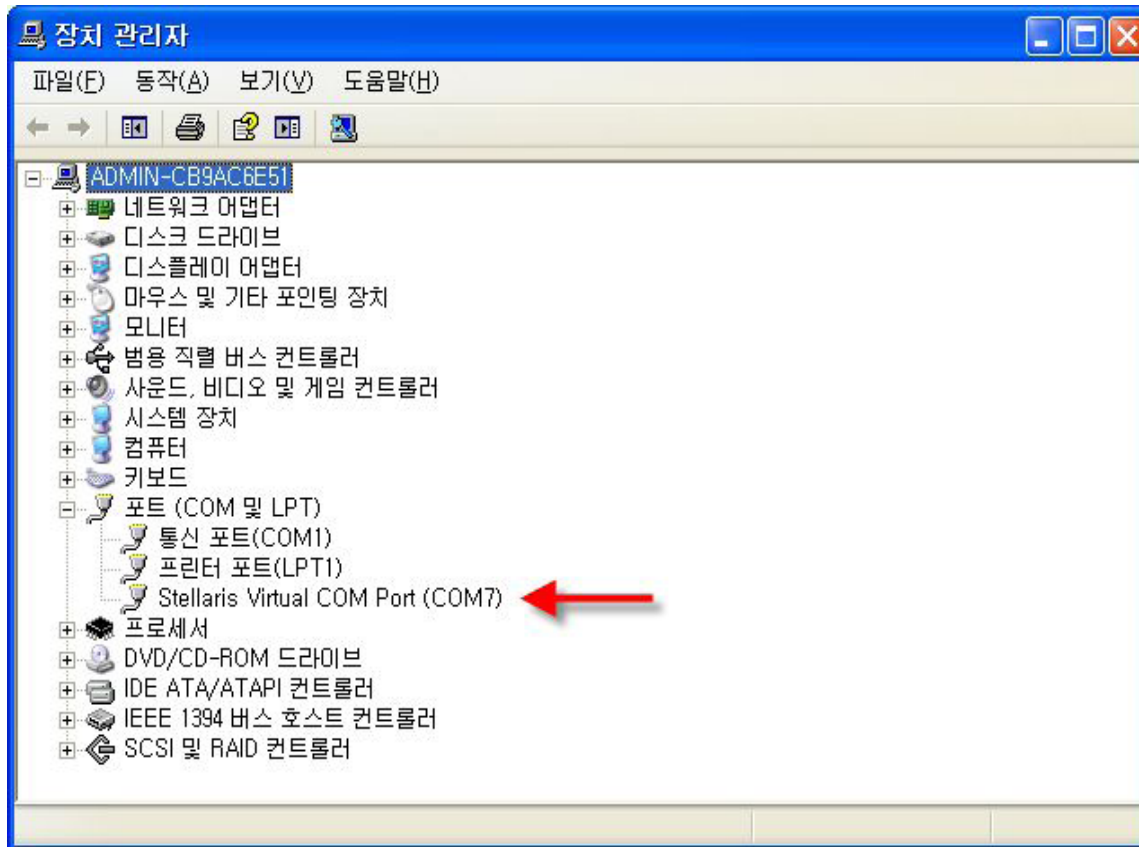 장치 관리자
파일(F) 동작(A) 보기(V) 도움말(H)
ADMIN-CB9AC6E51
네트워크 어댑터
디스크 드라이브
디스플레이 어댑터
마우스 및 기타 포인팅 장치
모니터
범용 직렬 버스 컨트롤러
사운드, 비디오 및 게임 컨트롤러
시스템 장치
컴퓨터
키보드
포트 (COM 및 LPT)
통신 포트(COM1)
프린터 포트(LPT1)
Stellaris Virtual COM Port (COM7)
프로세서
DVD/CD-ROM 드라이브
IDE ATA/ATAPI 컨트롤러
IEEE 1394 버스 호스트 컨트롤러
SCSI 및 RAID 컨트롤러